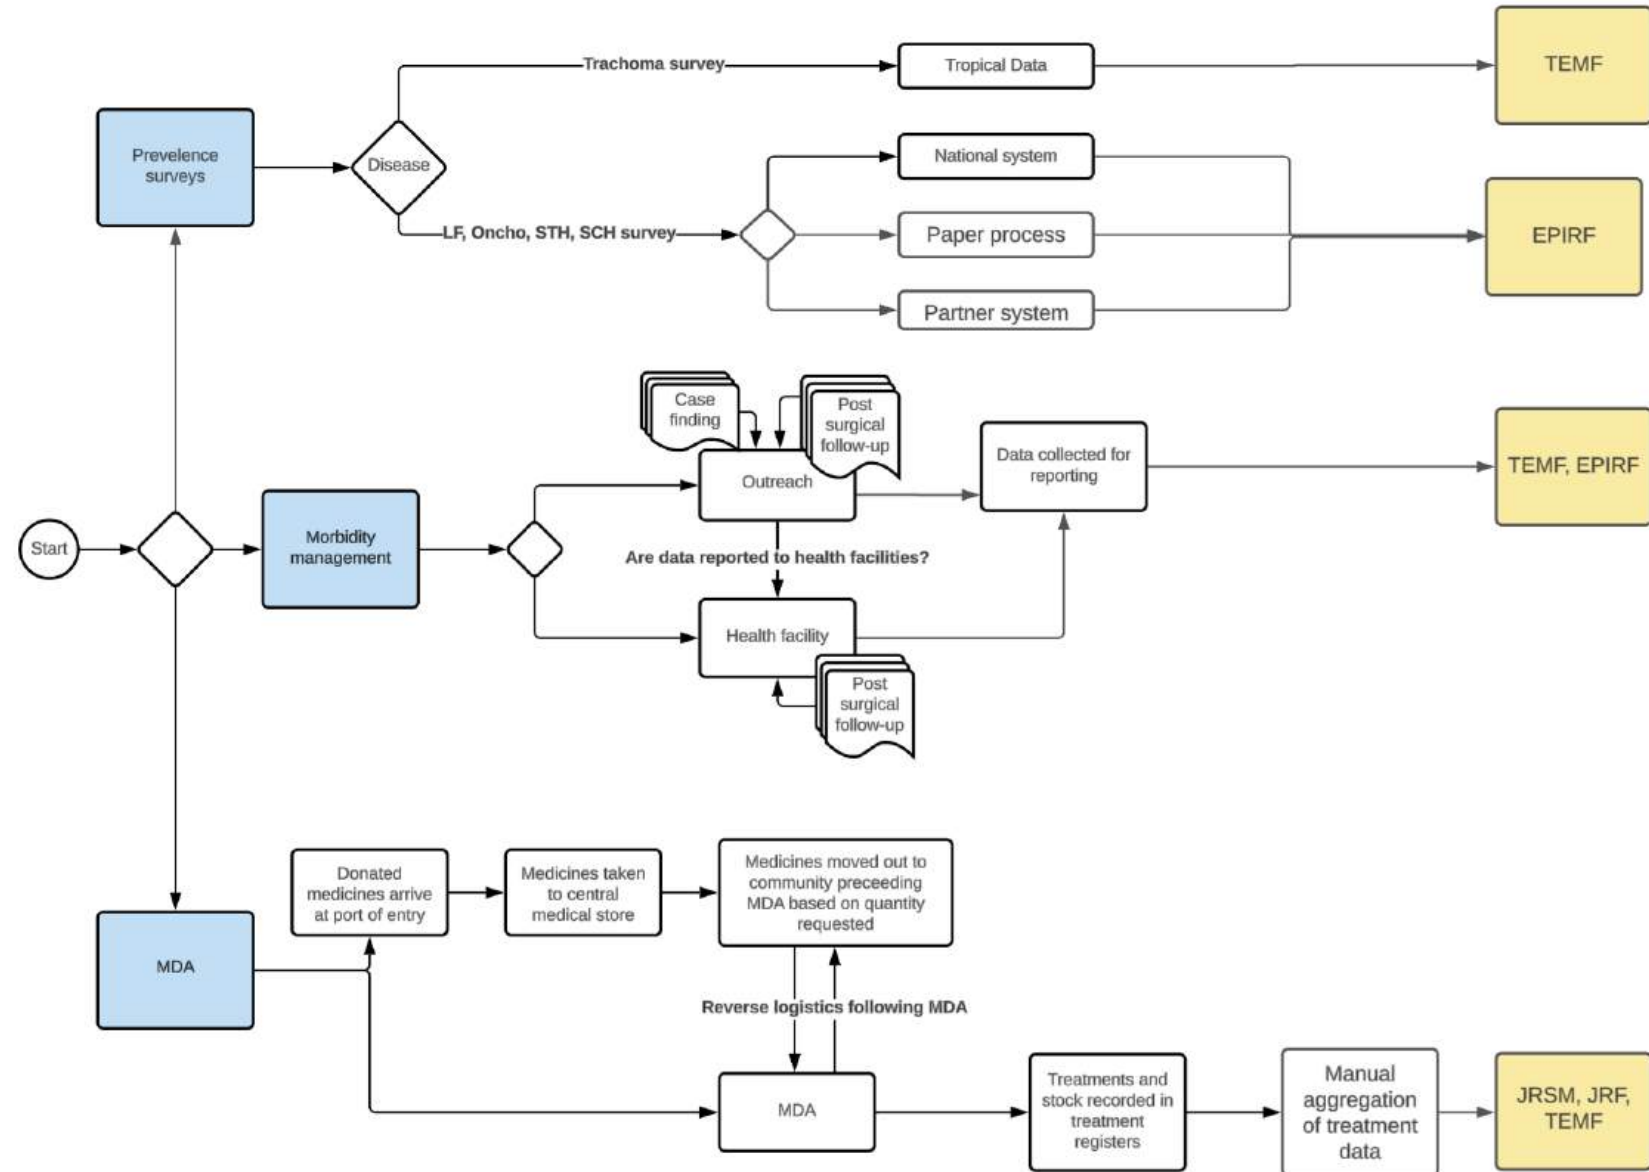 Trachoma survey
Tropical Data
TEMF
Prevelence
surveys
Disease
National system
LF, Oncho, STH, SCH survey
Paper process
EPIRF
Partner system
Case
finding
Post
surgical
follow-up
Outreach
Data collected for
reporting
TEMF, EPIRF
Start
Morbidity
management
Are data reported to health facilities?
Health facility
Post
surgical
follow-up
Donated
medicines arrive
at port of entry
Medicines taken
to central
medical store
Medicines moved out to
community preceeding
MDA based on quantity
requested
MDA
Reverse logistics following MDA
MDA
Treatments and
stock recorded in
treatment
registers
Manual
aggregation
of treatment
data
JRSM, JRF,
TEMF